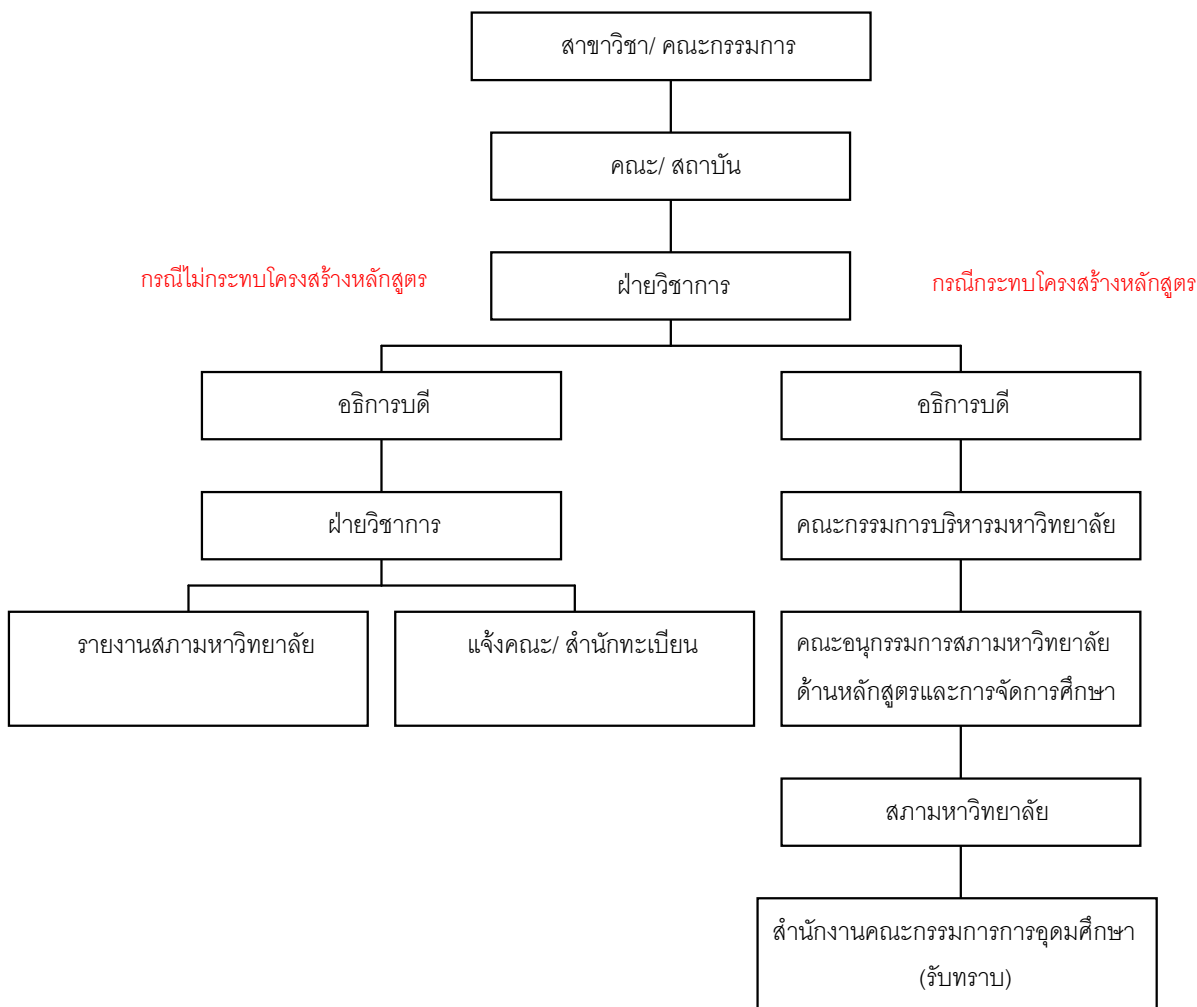 สาขาวิชา/ คณะกรรมการ
คณะ/ สถาบัน
กรณีไม่กระทบโครงสร้างหลักสูตร
ฝ่ายวิชาการ
กรณีกระทบโครงสร้างหลักสูตร
อธิการบดี
อธิการบดี
ฝ่ายวิชาการ
คณะกรรมการบริหารมหาวิทยาลัย
รายงานสภามหาวิทยาลัย
แจ้งคณะ/ สำนักทะเบียน
คณะอนุกรรมการสภามหาวิทยาลัย
ด้านหลักสูตรและการจัดการศึกษา
สภามหาวิทยาลัย
สำนักงานคณะกรรมการการอุดมศึกษา
(รับทราบ)